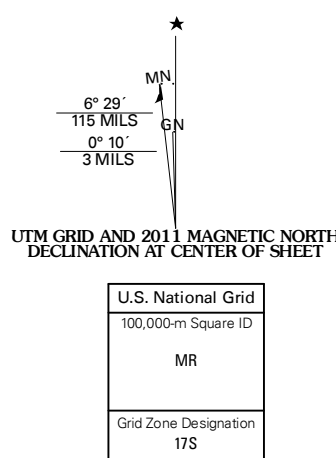 ★
MN
6° 29´
115 MILS
GN
0° 10´
3 MILS
UTM GRID AND 2011 MAGNETIC NORTH
DECLINATION AT CENTER OF SHEET
U.S. National Grid
100,000-m Square ID
MR
Grid Zone Designation
17S